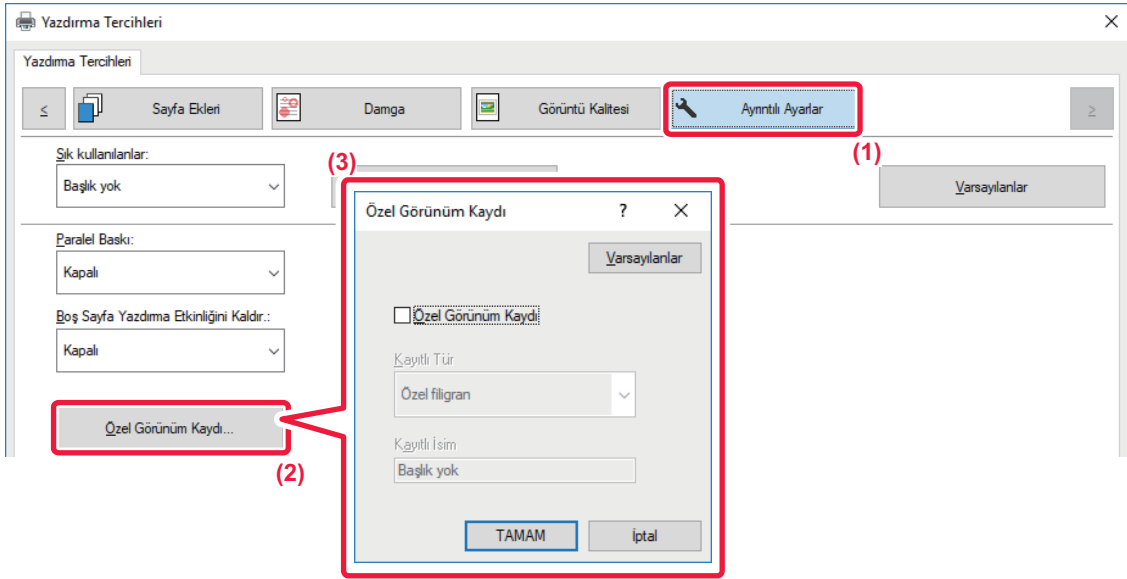 Yazdırma Tercihleri
Yazdırma Tercihleri
< Sayfa Ekleri Damga Görüntü Kalitesi Ayrıntılı Ayarlar >
(1)
Sık kullanılanlar:
Başlık yok
Varsayılanlar
Paralel Baskı:
Kapalı
Boş Sayfa Yazdırma Etkinliğini Kaldır.:
Kapalı
Özel Görünüm Kaydı...
(2)
(3)
Özel Görünüm Kaydı ?
Varsayılanlar
Özel Görünüm Kaydı
Kayıtlı Tür
Özel filigran
Kayıtlı İsim
Başlık yok
TAMAM İptal